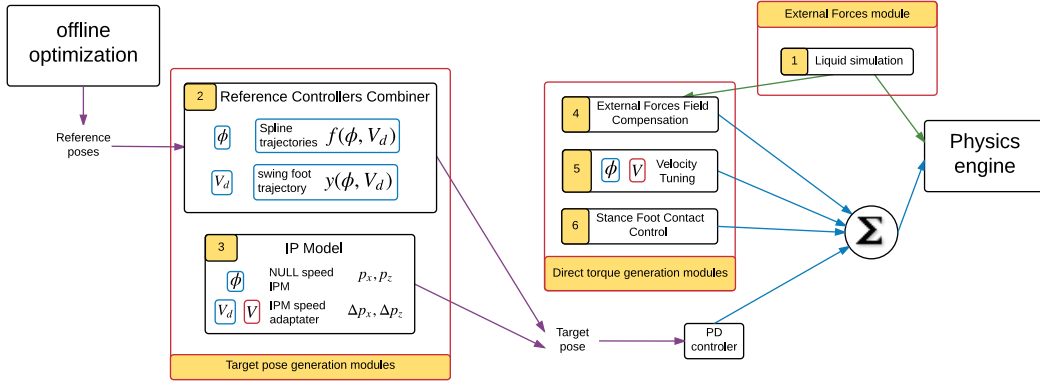 offline
optimization
Reference
poses
2
Reference Controllers Combiner
ϕ
Spline
trajectories
f(ϕ, V_d)
V_d
swing foot
trajectory
y(ϕ, V_d)
3
IP Model
ϕ
NULL speed
IPM
p_x, p_z
V_d V
IPM speed
adaptater
Δp_x, Δp_z
Target pose generation modules
External Forces module
1
Liquid simulation
4
External Forces Field
Compensation
5
ϕ V
Velocity
Tuning
6
Stance Foot Contact
Control
Direct torque generation modules
Target
pose
PD
controler
Σ
Physics
engine